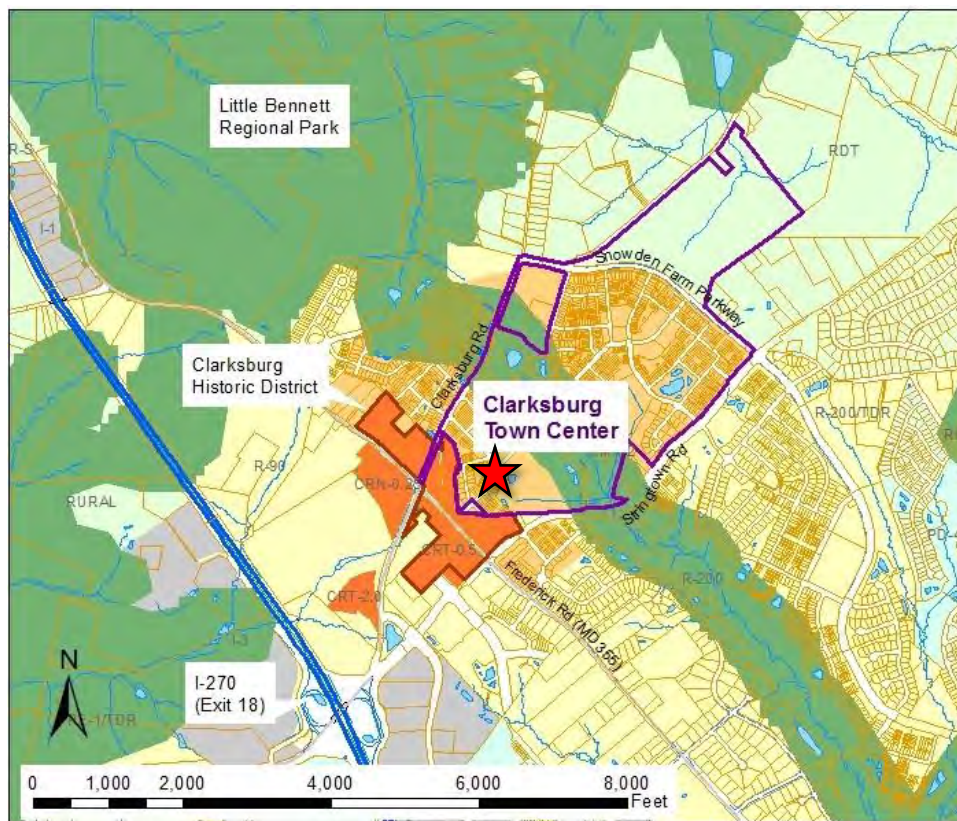 Little Bennett
Regional Park
R-S
I-1
RDT
Snowden Farm Parkway
Clarksburg Rd
Clarksburg
Historic District
Clarksburg
Town Center
R-200/TDR
R-90
Stringtown Rd
RURAL
CRT-0.5
PD-4
R-200
CRT-2.0
Frederick Rd (MD 355)
I-3
N
I-270
(Exit 18)
0 1,000 2,000 4,000 6,000 8,000
Feet